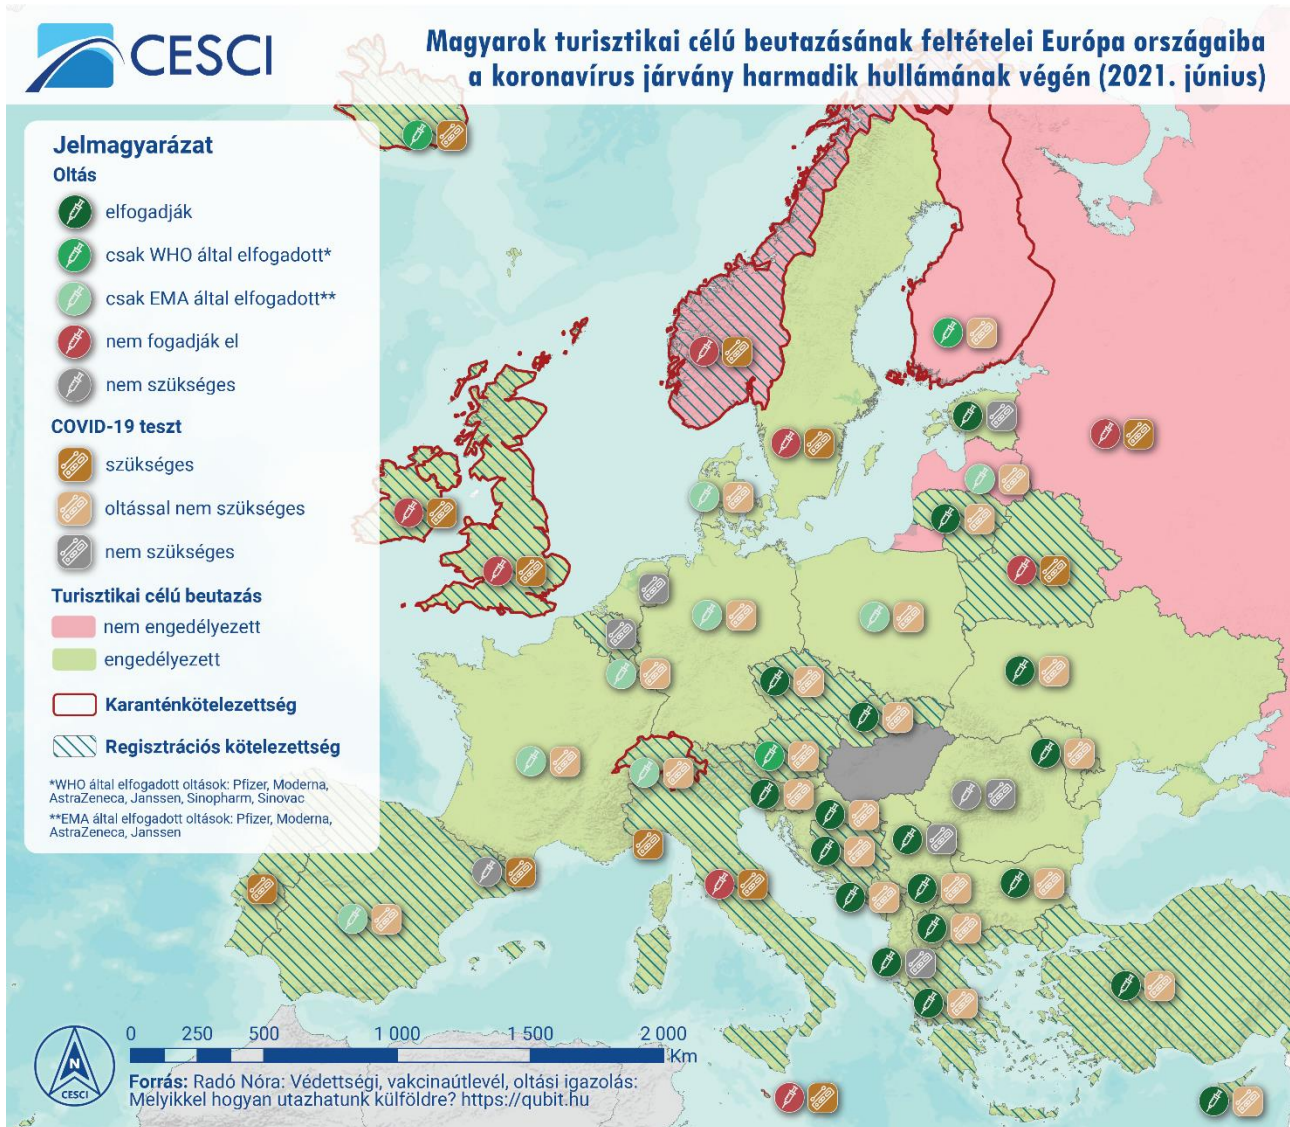 CESCI
Magyarok turisztikai célú beutazásának feltételei Európa országaiba
a koronavírus járvány harmadik hullámának végén (2021. június)
Jelmagyarázat
Oltás
elfogadják
csak WHO által elfogadott*
csak EMA által elfogadott**
nem fogadják el
nem szükséges
COVID-19 teszt
szükséges
oltással nem szükséges
nem szükséges
Turisztikai célú beutazás
nem engedélyezett
engedélyezett
Karanténkötelezettség
Regisztrációs kötelezettség
*WHO által elfogadott oltások: Pfizer, Moderna,
AstraZeneca, Janssen, Sinopharm, Sinovac
**EMA által elfogadott oltások: Pfizer, Moderna,
AstraZeneca, Janssen
0 250 500 1 000 1 500 2 000
Km
N
CESCI
Forrás: Radó Nóra: Védettségi, vakcinaútlevél, oltási igazolás:
Melyikkel hogyan utazhatunk külföldre? https://qubit.hu